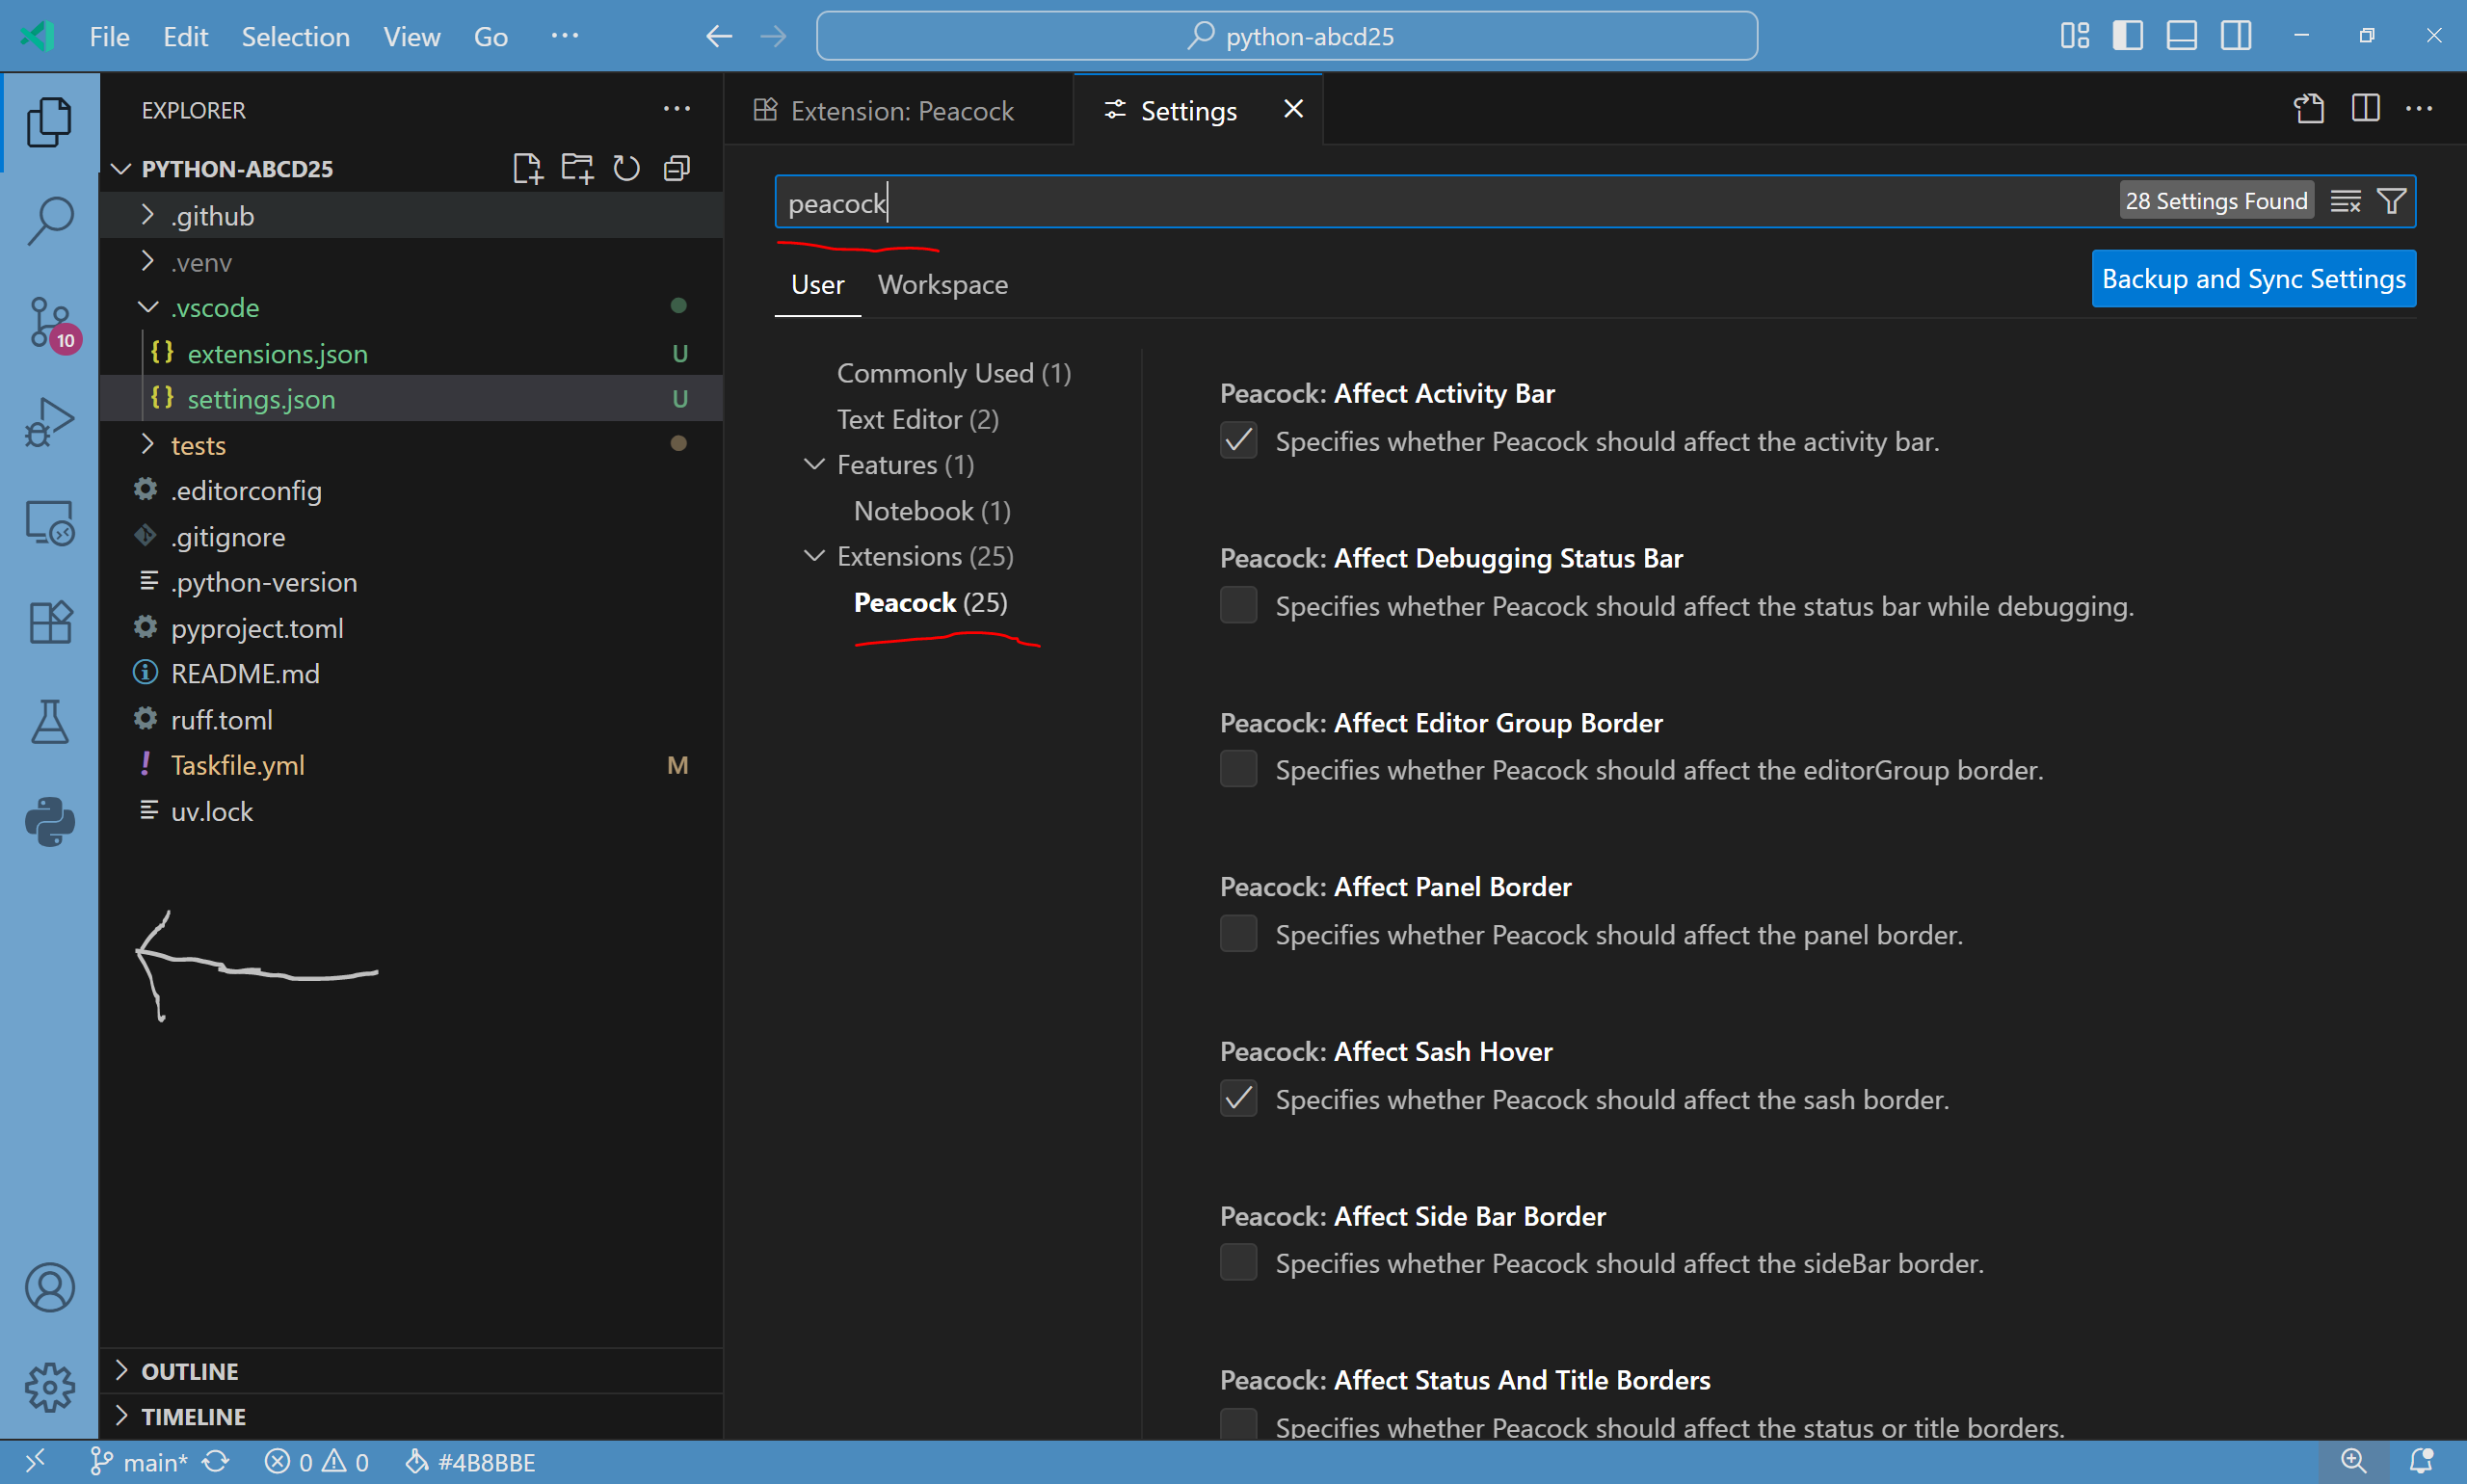 File Edit Selection View Go ···
python-abcd25
EXPLORER
PYTHON-ABCD25
.github
.venv
.vscode
{} extensions.json U
{} settings.json U
tests
.editorconfig
.gitignore
.python-version
pyproject.toml
README.md
ruff.toml
! Taskfile.yml M
uv.lock
OUTLINE
TIMELINE
10
Extension: Peacock
Settings
peacock
28 Settings Found
User Workspace
Backup and Sync Settings
Commonly Used (1)
Text Editor (2)
Features (1)
Notebook (1)
Extensions (25)
Peacock (25)
Peacock: Affect Activity Bar
Specifies whether Peacock should affect the activity bar.
Peacock: Affect Debugging Status Bar
Specifies whether Peacock should affect the status bar while debugging.
Peacock: Affect Editor Group Border
Specifies whether Peacock should affect the editorGroup border.
Peacock: Affect Panel Border
Specifies whether Peacock should affect the panel border.
Peacock: Affect Sash Hover
Specifies whether Peacock should affect the sash border.
Peacock: Affect Side Bar Border
Specifies whether Peacock should affect the sideBar border.
Peacock: Affect Status And Title Borders
Specifies whether Peacock should affect the status or title borders.
main* 0 0 #4B8BBE